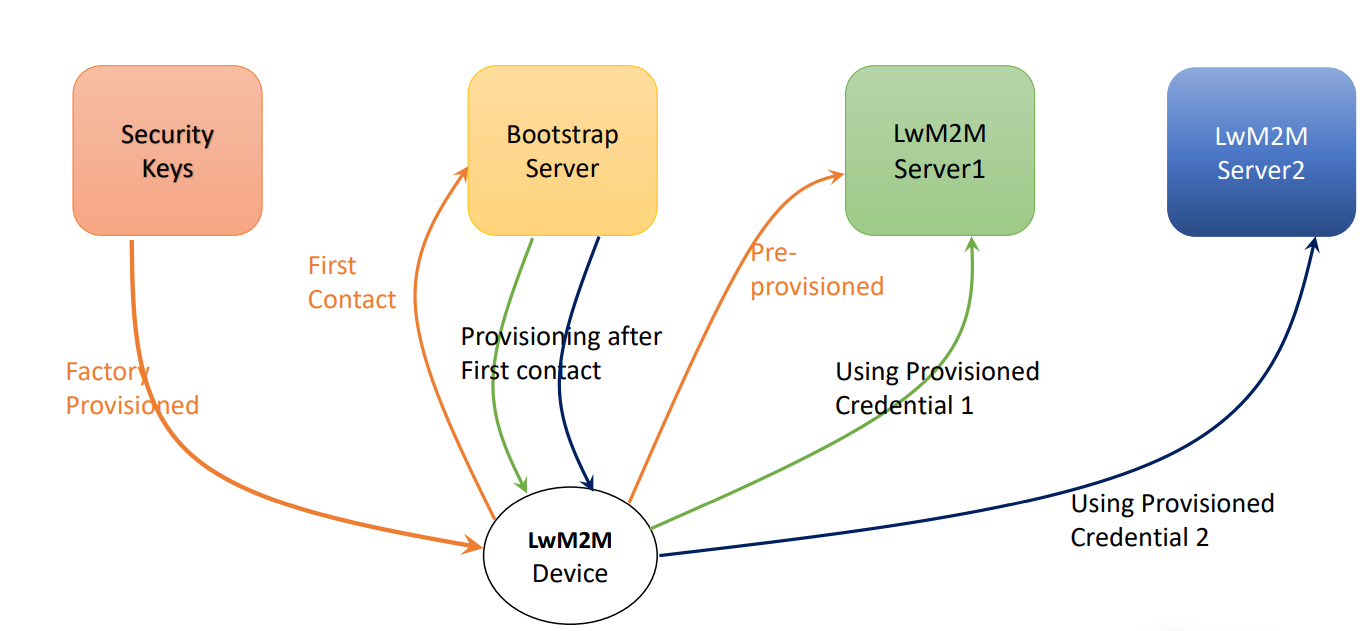 Security
Keys
Bootstrap
Server
LwM2M
Server1
LwM2M
Server2
First
Contact
Pre-
provisioned
Provisioning after
First contact
Factory
Provisioned
Using Provisioned
Credential 1
Using Provisioned
Credential 2
LwM2M
Device